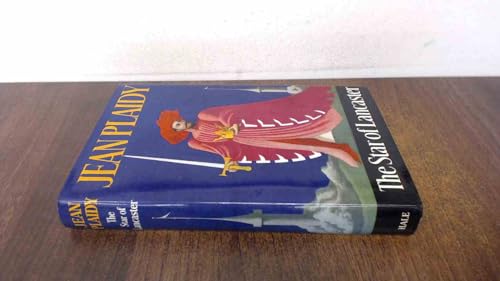 JEAN PLAIDY
The Star of Lancaster
JEAN
PLAIDY
The
Star of
Lancaster
HALE